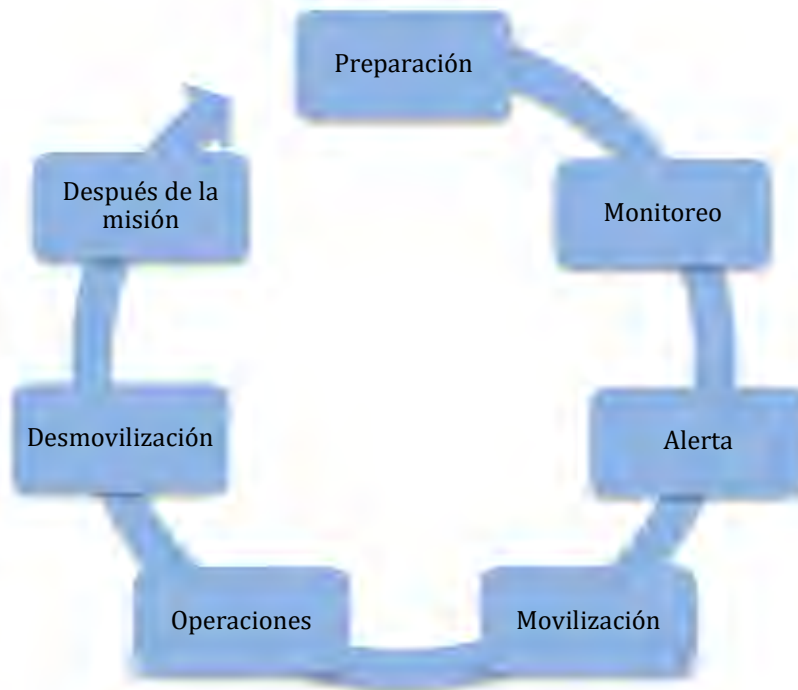 Preparación
Monitoreo
Alerta
Movilización
Operaciones
Desmovilización
Después de la
misión